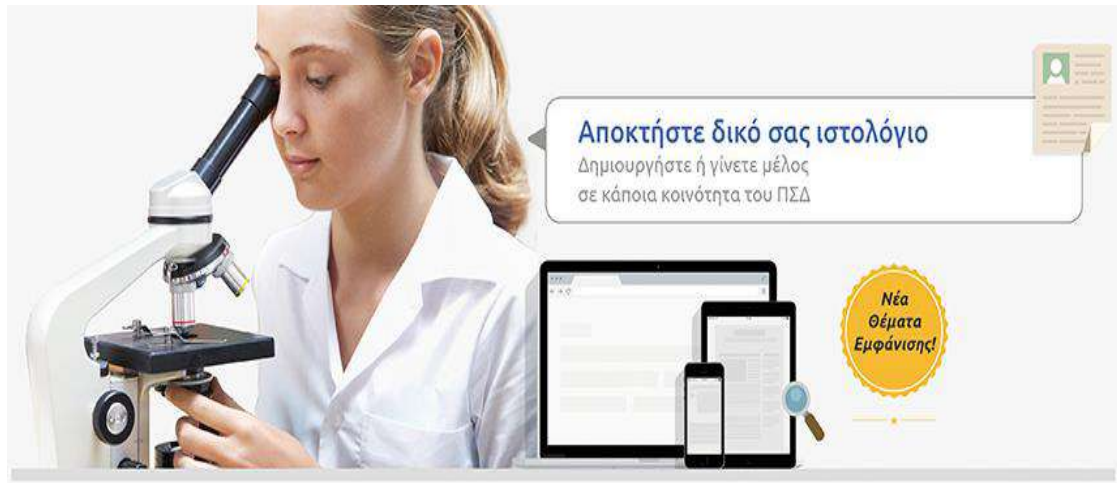 Αποκτήστε δικό σας ιστολόγιο
Δημιουργήστε ή γίνετε μέλος
σε κάποια κοινότητα του ΠΣΔ
Νέα
Θέματα
Εμφάνισης!